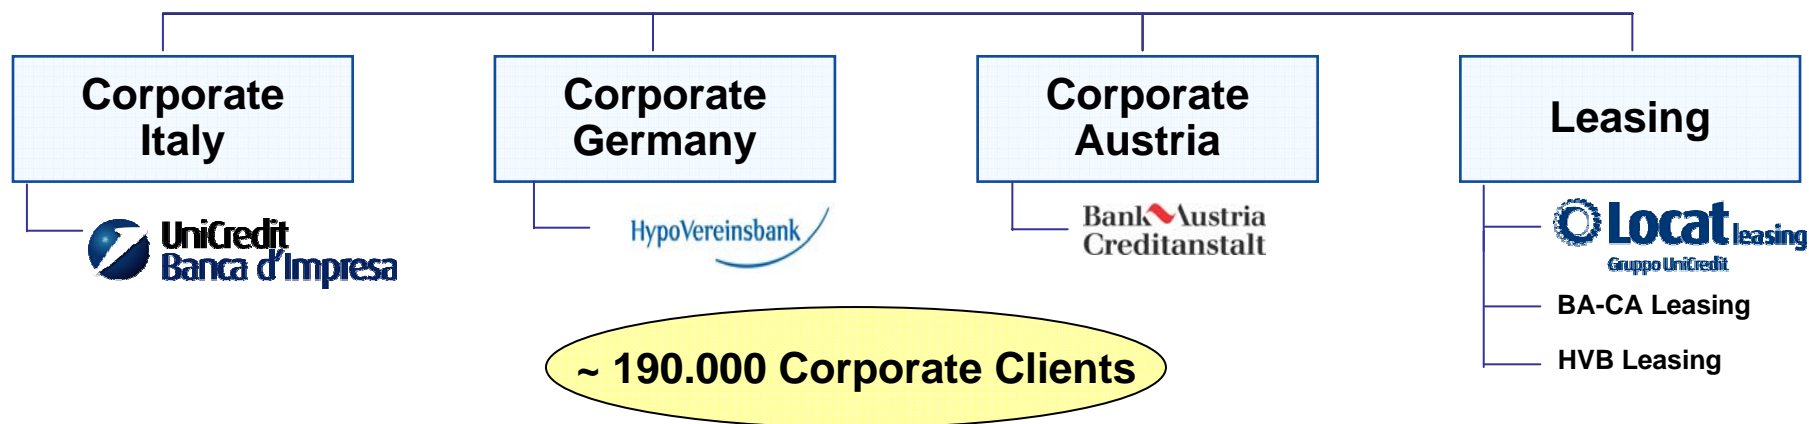 Corporate
Italy
Corporate
Germany
Corporate
Austria
Leasing
UniCredit
Banca d'Impresa
HypoVereinsbank
Bank Austria
Creditanstalt
Locat leasing
Gruppo UniCredit
BA-CA Leasing
HVB Leasing
~ 190.000 Corporate Clients